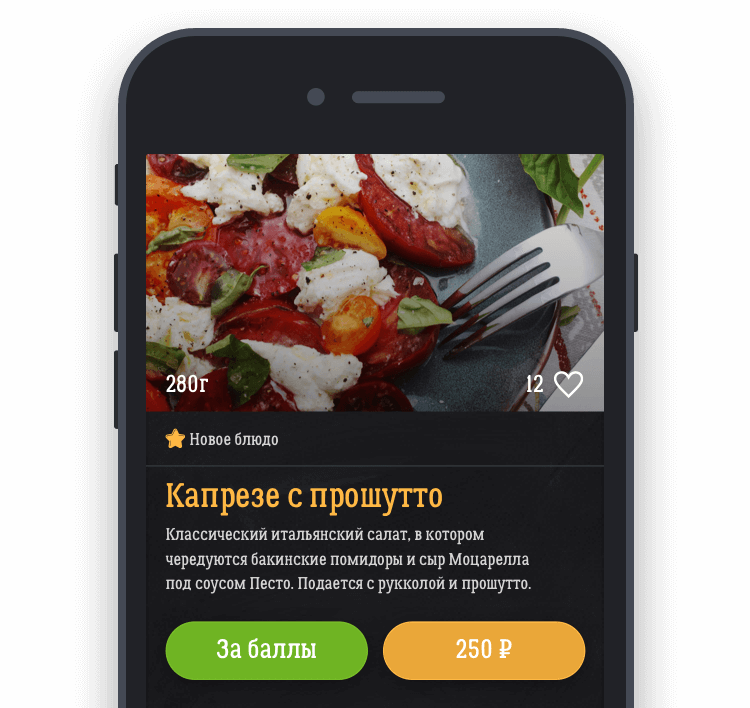 280г
12
Новое блюдо
Капрезе с прошутто
Классический итальянский салат, в котором
чередуются бакинские помидоры и сыр Моцарелла
под соусом Песто. Подается с рукколой и прошутто.
За баллы
250 ₽